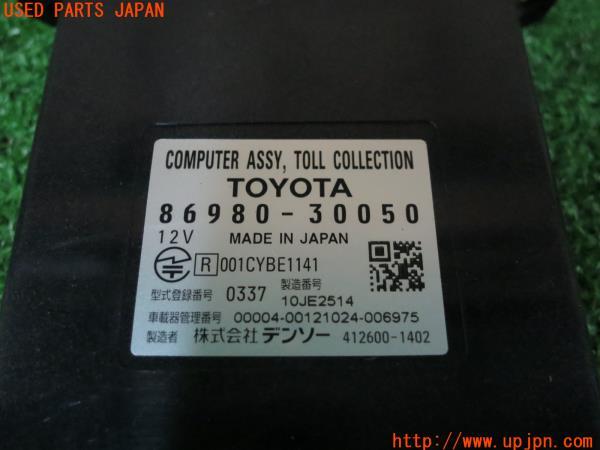 USED PARTS JAPAN
COMPUTER ASSY, TOLL COLLECTION
TOYOTA
86980-30050
12V MADE IN JAPAN
R 001CYBE1141
型式登録番号 0337 製造番号 10JE2514
車載器管理番号 00004-00121024-006975
製造者 株式会社 デンソー 412600-1402
http://www.upjpn.com/